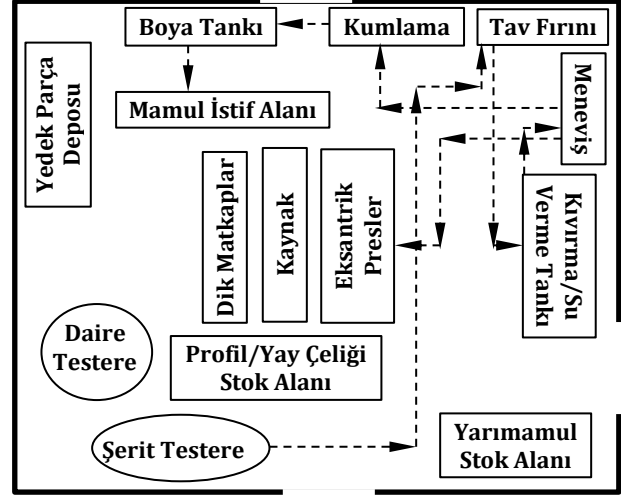 Boya Tankı
Kumlama
Tav Fırını
Yedek Parça
Deposu
Mamul İstif Alanı
Meneviş
Dik Matkaplar
Kaynak
Eksantrik
Presler
Kıvırma/Su
Verme Tankı
Daire
Testere
Profil/Yay Çeliği
Stok Alanı
Şerit Testere
Yarımamul
Stok Alanı